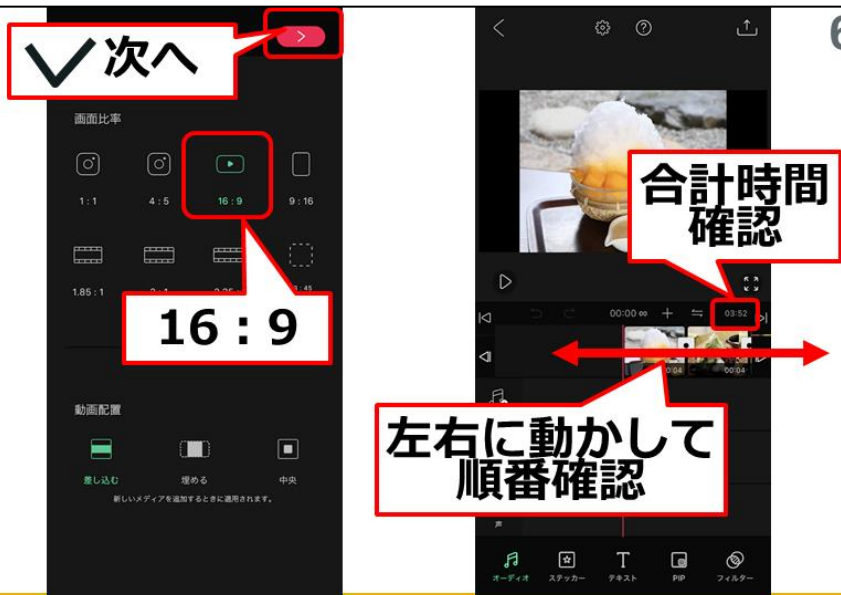 次へ
画面比率
1:1
4:5
16:9
9:16
1.85:1
16:9
動画配置
差し込む
埋める
中央
新しいメディアを追加するときに適用されます。
6
合計時間
確認
00:00
03:52
00:04
00:04
左右に動かして
順番確認
声
オーディオ
ステッカー
テキスト
PIP
フィルター